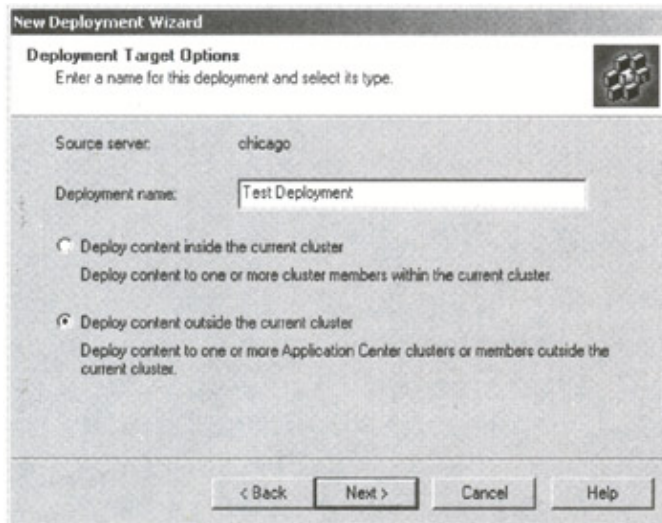 New Deployment Wizard
Deployment Target Options
Enter a name for this deployment and select its type.
Source server: chicago
Deployment name: Test Deployment
Deploy content inside the current cluster
Deploy content to one or more cluster members within the current cluster.
Deploy content outside the current cluster
Deploy content to one or more Application Center clusters or members outside the
current cluster.
< Back Next > Cancel Help